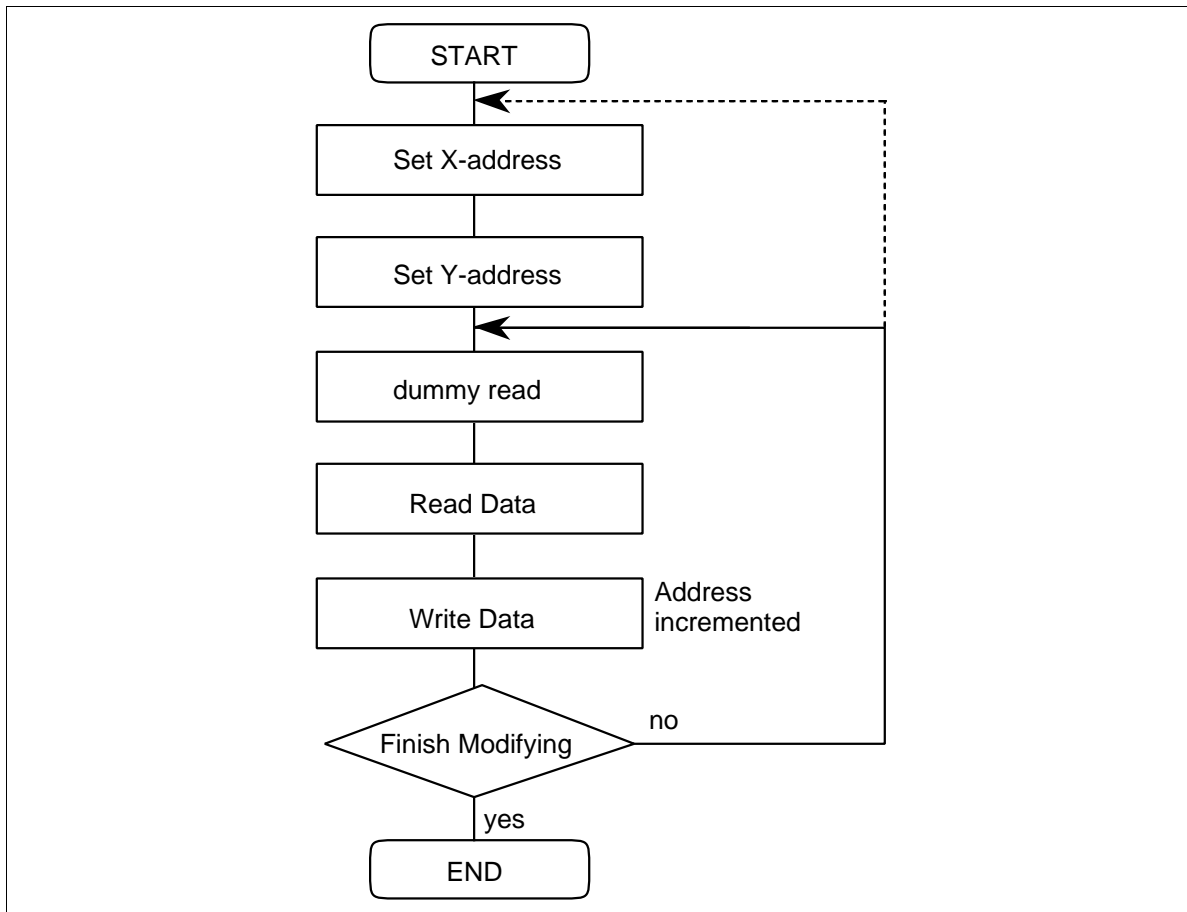 START
Set X-address
Set Y-address
dummy read
Read Data
Write Data
Address
incremented
Finish Modifying
no
yes
END